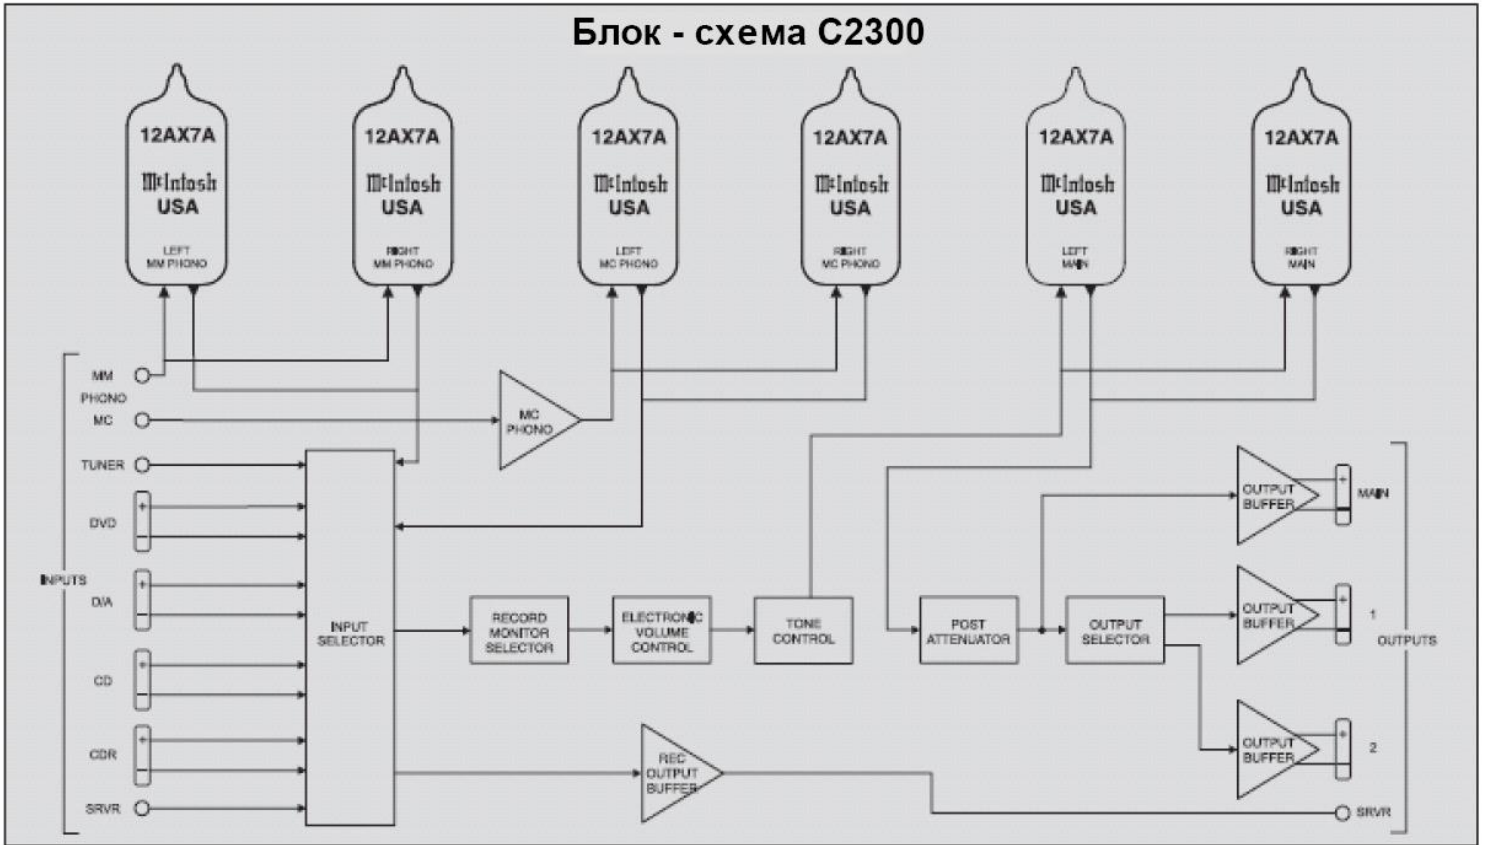 Блок - схема С2300
12AX7A
McIntosh
USA
LEFT
MM PHONO
12AX7A
McIntosh
USA
RIGHT
MM PHONO
12AX7A
McIntosh
USA
LEFT
MC PHONO
12AX7A
McIntosh
USA
RIGHT
MC PHONO
12AX7A
McIntosh
USA
LEFT
MAIN
12AX7A
McIntosh
USA
RIGHT
MAIN
INPUTS
MM
PHONO
MC
TUNER
DVD
+
−
D/A
+
−
CD
+
−
CDR
+
−
SRVR
MC
PHONO
INPUT
SELECTOR
RECORD
MONITOR
SELECTOR
ELECTRONIC
VOLUME
CONTROL
TONE
CONTROL
POST
ATTENUATOR
OUTPUT
SELECTOR
REC
OUTPUT
BUFFER
OUTPUT
BUFFER
+
−
MAIN
OUTPUT
BUFFER
+
−
1
OUTPUT
BUFFER
+
−
2
SRVR
OUTPUTS